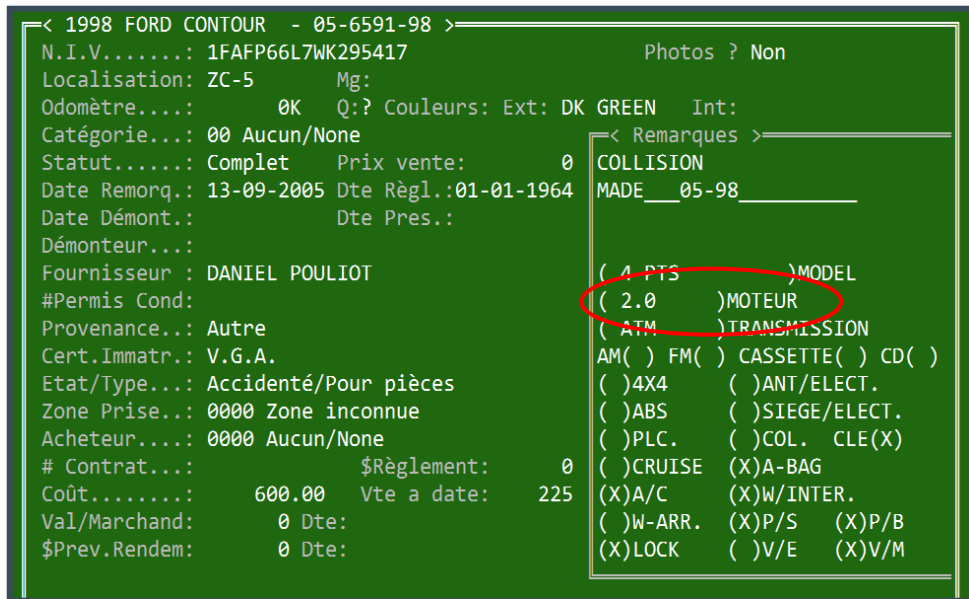 < 1998 FORD CONTOUR - 05-6591-98 >
N.I.V.......: 1FAFP66L7WK295417 Photos ? Non
Localisation: ZC-5 Mg:
Odomètre....: 0K Q:? Couleurs: Ext: DK GREEN Int:
Catégorie...: 00 Aucun/None
Statut......: Complet Prix vente: 0
Date Remorq.: 13-09-2005 Dte Règl.:01-01-1964
Date Démont.: Dte Pres.:
Démonteur...:
Fournisseur : DANIEL POULIOT
#Permis Cond:
Provenance..: Autre
Cert.Immatr.: V.G.A.
Etat/Type...: Accidenté/Pour pièces
Zone Prise..: 0000 Zone inconnue
Acheteur....: 0000 Aucun/None
# Contrat...: $Règlement: 0
Coût........: 600.00 Vte a date: 225
Val/Marchand: 0 Dte:
$Prev.Rendem: 0 Dte:
< Remarques >
COLLISION
MADE___05-98__________
( 4 PTS )MODEL
( 2.0 )MOTEUR
( ATM )TRANSMISSION
AM( ) FM( ) CASSETTE( ) CD( )
( )4X4 ( )ANT/ELECT.
( )ABS ( )SIEGE/ELECT.
( )PLC. ( )COL. CLE(X)
( )CRUISE (X)A-BAG
(X)A/C (X)W/INTER.
( )W-ARR. (X)P/S (X)P/B
(X)LOCK ( )V/E (X)V/M